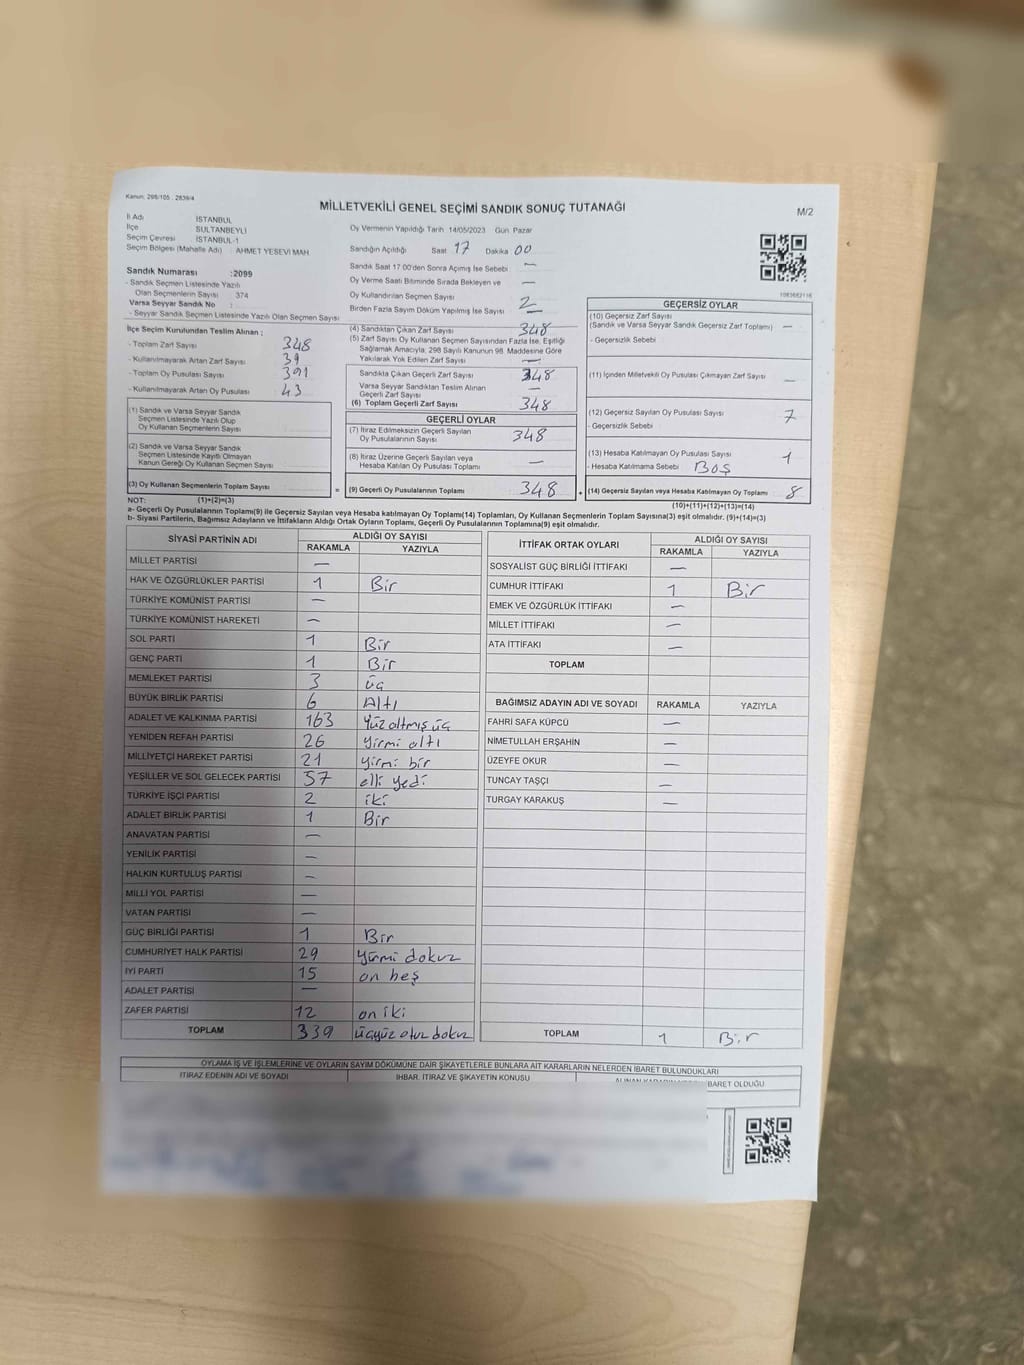 Kanun: 298/105 . 2839/4
MİLLETVEKİLİ GENEL SEÇİMİ SANDIK SONUÇ TUTANAĞI
M/2
İl Adı İSTANBUL
İlçe SULTANBEYLİ
Seçim Çevresi İSTANBUL-1
Seçim Bölgesi (Mahalle Adı) : AHMET YESEVİ MAH
Oy Vermenin Yapıldığı Tarih 14/05/2023 Gün Pazar
Sandığın Açıldığı Saat 17 Dakika 00
Sandık Saat 17 00'den Sonra Açımış İse Sebebi —
Oy Verme Saati Bitiminde Sırada Bekleyen ve —
Oy Kullandırılan Seçmen Sayısı
Birden Fazla Sayım Döküm Yapılmış İse Sayısı 2
Sandık Numarası :2099
- Sandık Seçmen Listesinde Yazılı
Olan Seçmenlerin Sayısı 374
Varsa Seyyar Sandık No :
- Seyyar Sandık Seçmen Listesinde Yazılı Olan Seçmen Sayısı
1083682116
İlçe Seçim Kurulundan Teslim Alınan ;
- Toplam Zarf Sayısı 348
- Kullanılmayarak Artan Zarf Sayısı 39
- Toplam Oy Pusulası Sayısı 391
- Kullanılmayarak Artan Oy Pusulası 43
(1) Sandık ve Varsa Seyyar Sandık
Seçmen Listesinde Yazılı Olup
Oy Kullanan Seçmenlerin Sayısı
(2) Sandık ve Varsa Seyyar Sandık
Seçmen Listesinde Kayıtlı Olmayan
Kanun Gereği Oy Kullanan Seçmen Sayısı
(3) Oy Kullanan Seçmenlerin Toplam Sayısı
(4) Sandıktan Çıkan Zarf Sayısı 348
(5) Zarf Sayısı Oy Kullanan Seçmen Sayısından Fazla İse, Eşitliği
Sağlamak Amacıyla, 298 Sayılı Kanunun 98. Maddesine Göre
Yakılarak Yok Edilen Zarf Sayısı —
Sandıkta Çıkan Geçerli Zarf Sayısı 348
Varsa Seyyar Sandıktan Teslim Alınan
Geçerli Zarf Sayısı —
(6) Toplam Geçerli Zarf Sayısı 348
GEÇERLİ OYLAR
(7) İtiraz Edilmeksizin Geçerli Sayılan
Oy Pusulalarının Sayısı 348
(8) İtiraz Üzerine Geçerli Sayılan veya
Hesaba Katılan Oy Pusulası Toplamı —
= (9) Geçerli Oy Pusulalarının Toplamı 348 +
GEÇERSİZ OYLAR
(10) Geçersiz Zarf Sayısı
(Sandık ve Varsa Seyyar Sandık Geçersiz Zarf Toplamı) —
- Geçersizlik Sebebi
(11) İçinden Milletvekili Oy Pusulası Çıkmayan Zarf Sayısı —
(12) Geçersiz Sayılan Oy Pusulası Sayısı 7
- Geçersizlik Sebebi :
(13) Hesaba Katılmayan Oy Pusulası Sayısı 1
- Hesaba Katılmama Sebebi BOŞ
(14) Geçersiz Sayılan veya Hesaba Katılmayan Oy Toplamı 8
NOT: (1)+(2)=(3)
(10)+(11)+(12)+(13)=(14)
a- Geçerli Oy Pusulası Toplamı(9) ile Geçersiz Sayılan veya Hesaba Katılmayan Oy Toplamı(14) Toplamları, Oy Kullanan Seçmenlerin Toplam Sayısına(3) eşit olmalıdır. (9)+(14)=(3)
b- Siyasi Partilerin, Bağımsız Adayların ve İttifakların Aldığı Ortak Oyların Toplamı, Geçerli Oy Pusulalarının Toplamına(9) eşit olmalıdır.
SİYASİ PARTİNİN ADI ALDIĞI OY SAYISI
RAKAMLA YAZIYLA
MİLLET PARTİSİ —
HAK VE ÖZGÜRLÜKLER PARTİSİ 1 Bir
TÜRKİYE KOMÜNİST PARTİSİ —
TÜRKİYE KOMÜNİST HAREKETİ —
SOL PARTİ 1 Bir
GENÇ PARTİ 1 Bir
MEMLEKET PARTİSİ 3 üç
BÜYÜK BİRLİK PARTİSİ 6 Altı
ADALET VE KALKINMA PARTİSİ 163 Yüz altmış üç
YENİDEN REFAH PARTİSİ 26 yirmi altı
MİLLİYETÇİ HAREKET PARTİSİ 21 yirmi bir
YEŞİLLER VE SOL GELECEK PARTİSİ 57 elli yedi
TÜRKİYE İŞÇİ PARTİSİ 2 iki
ADALET BİRLİK PARTİSİ 1 Bir
ANAVATAN PARTİSİ —
YENİLİK PARTİSİ —
HALKIN KURTULUŞ PARTİSİ —
MİLLİ YOL PARTİSİ —
VATAN PARTİSİ —
GÜÇ BİRLİĞİ PARTİSİ 1 Bir
CUMHURİYET HALK PARTİSİ 29 yirmi dokuz
İYİ PARTİ 15 on beş
ADALET PARTİSİ —
ZAFER PARTİSİ 12 on iki
TOPLAM 339 üçyüz otuz dokuz
İTTİFAK ORTAK OYLARI ALDIĞI OY SAYISI
RAKAMLA YAZIYLA
SOSYALİST GÜÇ BİRLİĞİ İTTİFAKI —
CUMHUR İTTİFAKI 1 Bir
EMEK VE ÖZGÜRLÜK İTTİFAKI —
MİLLET İTTİFAKI —
ATA İTTİFAKI —
TOPLAM
BAĞIMSIZ ADAYIN ADI VE SOYADI RAKAMLA YAZIYLA
FAHRİ SAFA KÜPCÜ —
NİMETULLAH ERŞAHİN —
ÜZEYFE OKUR —
TUNCAY TAŞÇI —
TURGAY KARAKUŞ —
TOPLAM 1 Bir
OYLAMA İŞ VE İŞLEMLERİNE VE OYLARIN SAYIM DÖKÜMÜNE DAİR ŞİKAYETLERLE BUNLARA AİT KARARLARIN NELERDEN İBARET BULUNDUKLARI
İTİRAZ EDENİN ADI VE SOYADI İHBAR, İTİRAZ VE ŞİKAYETİN KONUSU BARET OLDUĞU